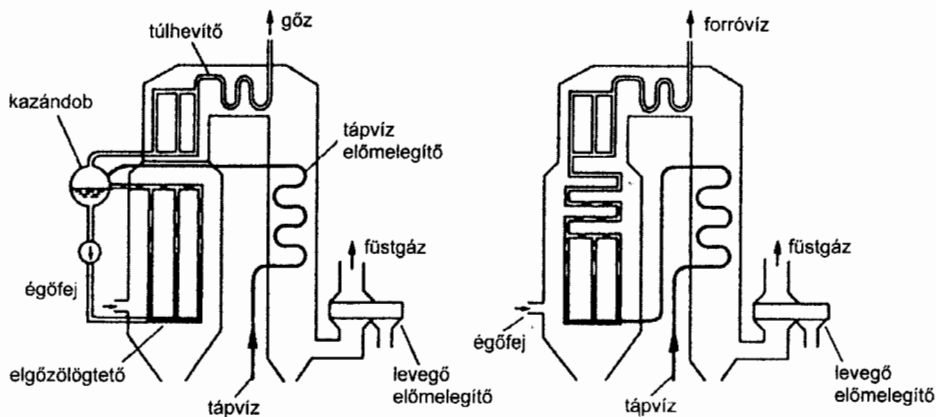 túlhevítő
gőz
kazándob
tápvíz
előmelegítő
füstgáz
égőfej
elgőzölögtető
tápvíz
levegő
előmelegítő
forróvíz
füstgáz
égőfej
tápvíz
levegő
előmelegítő